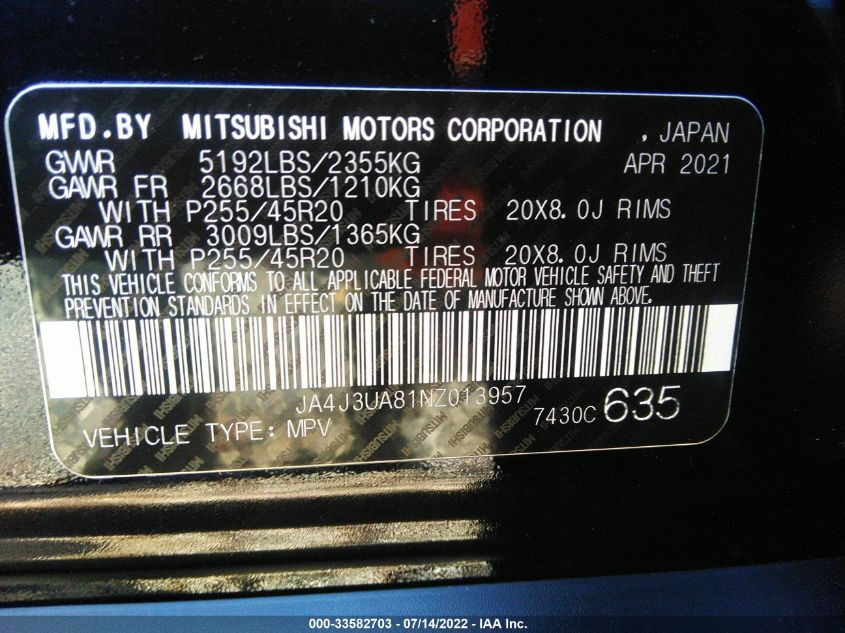 MFD.BY MITSUBISHI MOTORS CORPORATION , JAPAN
GVWR 5192LBS/2355KG APR 2021
GAWR FR 2668LBS/1210KG
WITH P255/45R20 TIRES 20X8.0J RIMS
GAWR RR 3009LBS/1365KG
WITH P255/45R20 TIRES 20X8.0J RIMS
THIS VEHICLE CONFORMS TO ALL APPLICABLE FEDERAL MOTOR VEHICLE SAFETY AND THEFT
PREVENTION STANDARDS IN EFFECT ON THE DATE OF MANUFACTURE SHOWN ABOVE.
JA4J3UA81NZ013957
VEHICLE TYPE: MPV 7430C 635
000-33582703 - 07/14/2022 - IAA Inc.